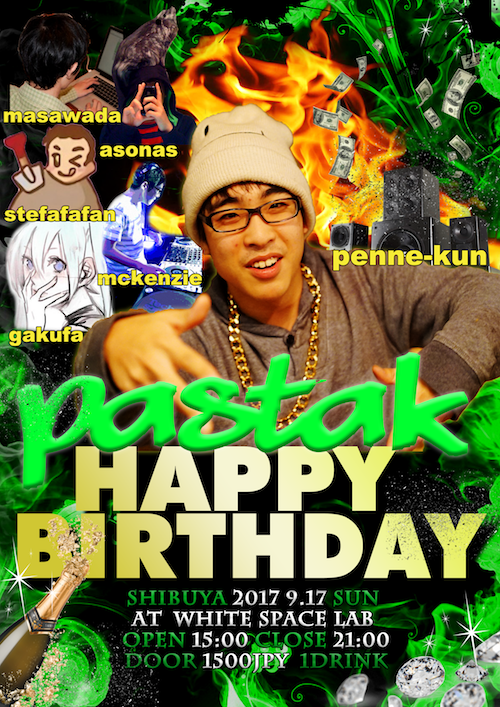 masawada
asonas
stefafafan
mckenzie
gakufa
penne-kun
pastak
HAPPY
BIRTHDAY
SHIBUYA 2017 9.17 SUN
AT WHITE SPACE LAB
OPEN 15:00 CLOSE 21:00
DOOR 1500JPY 1DRINK